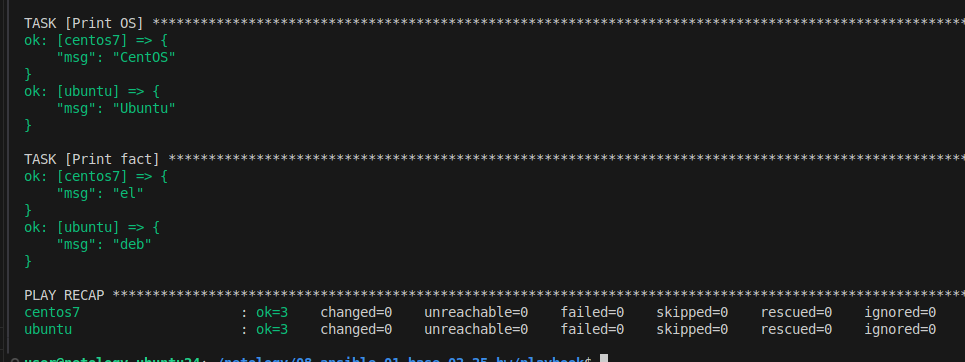 TASK [Print OS] *****************************************************************************************************
ok: [centos7] => {
    "msg": "CentOS"
}
ok: [ubuntu] => {
    "msg": "Ubuntu"
}
TASK [Print fact] ***************************************************************************************************
ok: [centos7] => {
    "msg": "el"
}
ok: [ubuntu] => {
    "msg": "deb"
}
PLAY RECAP **********************************************************************************************************
centos7                    : ok=3    changed=0    unreachable=0    failed=0    skipped=0    rescued=0    ignored=0
ubuntu                     : ok=3    changed=0    unreachable=0    failed=0    skipped=0    rescued=0    ignored=0